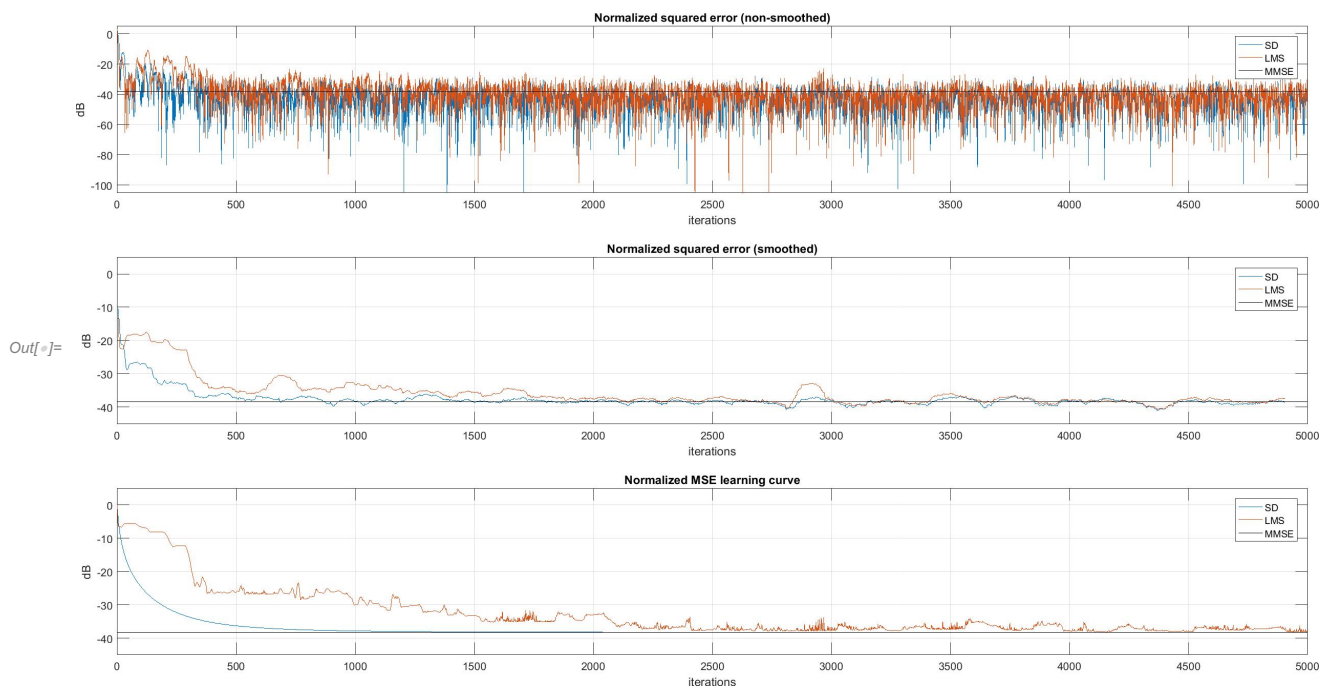 Normalized squared error (non-smoothed)
0
-20
-40
-60
-80
-100
dB
SD
LMS
MMSE
0 500 1000 1500 2000 2500 3000 3500 4000 4500 5000
iterations
Normalized squared error (smoothed)
0
-10
-20
-30
-40
dB
SD
LMS
MMSE
Out[•]=
0 500 1000 1500 2000 2500 3000 3500 4000 4500 5000
iterations
Normalized MSE learning curve
0
-10
-20
-30
-40
dB
SD
LMS
MMSE
0 500 1000 1500 2000 2500 3000 3500 4000 4500 5000
iterations